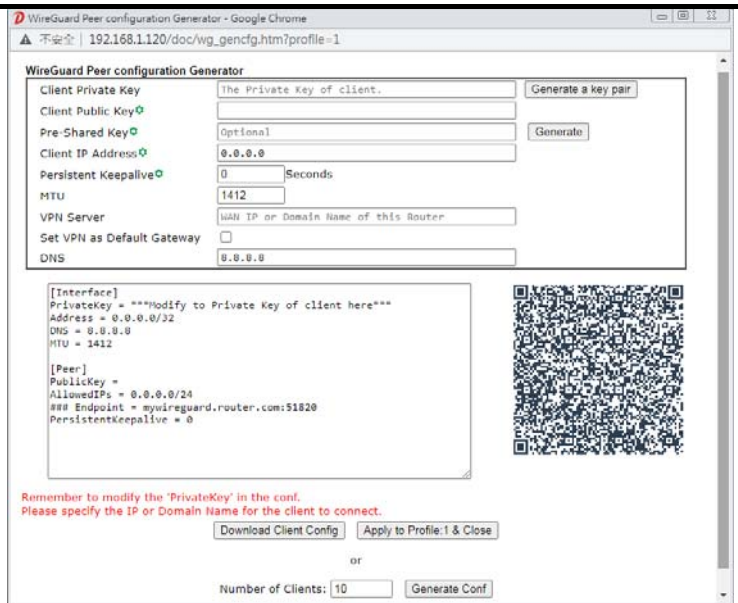 WireGuard Peer configuration Generator - Google Chrome
不安全 | 192.168.1.120/doc/wg_gencfg.htm?profile=1
WireGuard Peer configuration Generator
Client Private Key The Private Key of client. Generate a key pair
Client Public Key
Pre-Shared Key Optional Generate
Client IP Address 0.0.0.0
Persistent Keepalive 0 Seconds
MTU 1412
VPN Server WAN IP or Domain Name of this Router
Set VPN as Default Gateway
DNS 8.8.8.8
[Interface]
PrivateKey = """Modify to Private Key of client here"""
Address = 0.0.0.0/32
DNS = 8.8.8.8
MTU = 1412
[Peer]
PublicKey =
AllowedIPs = 0.0.0.0/24
### Endpoint = mywireguard.router.com:51820
PersistentKeepalive = 0
Remember to modify the 'PrivateKey' in the conf.
Please specify the IP or Domain Name for the client to connect.
Download Client Config Apply to Profile:1 & Close
or
Number of Clients: 10 Generate Conf